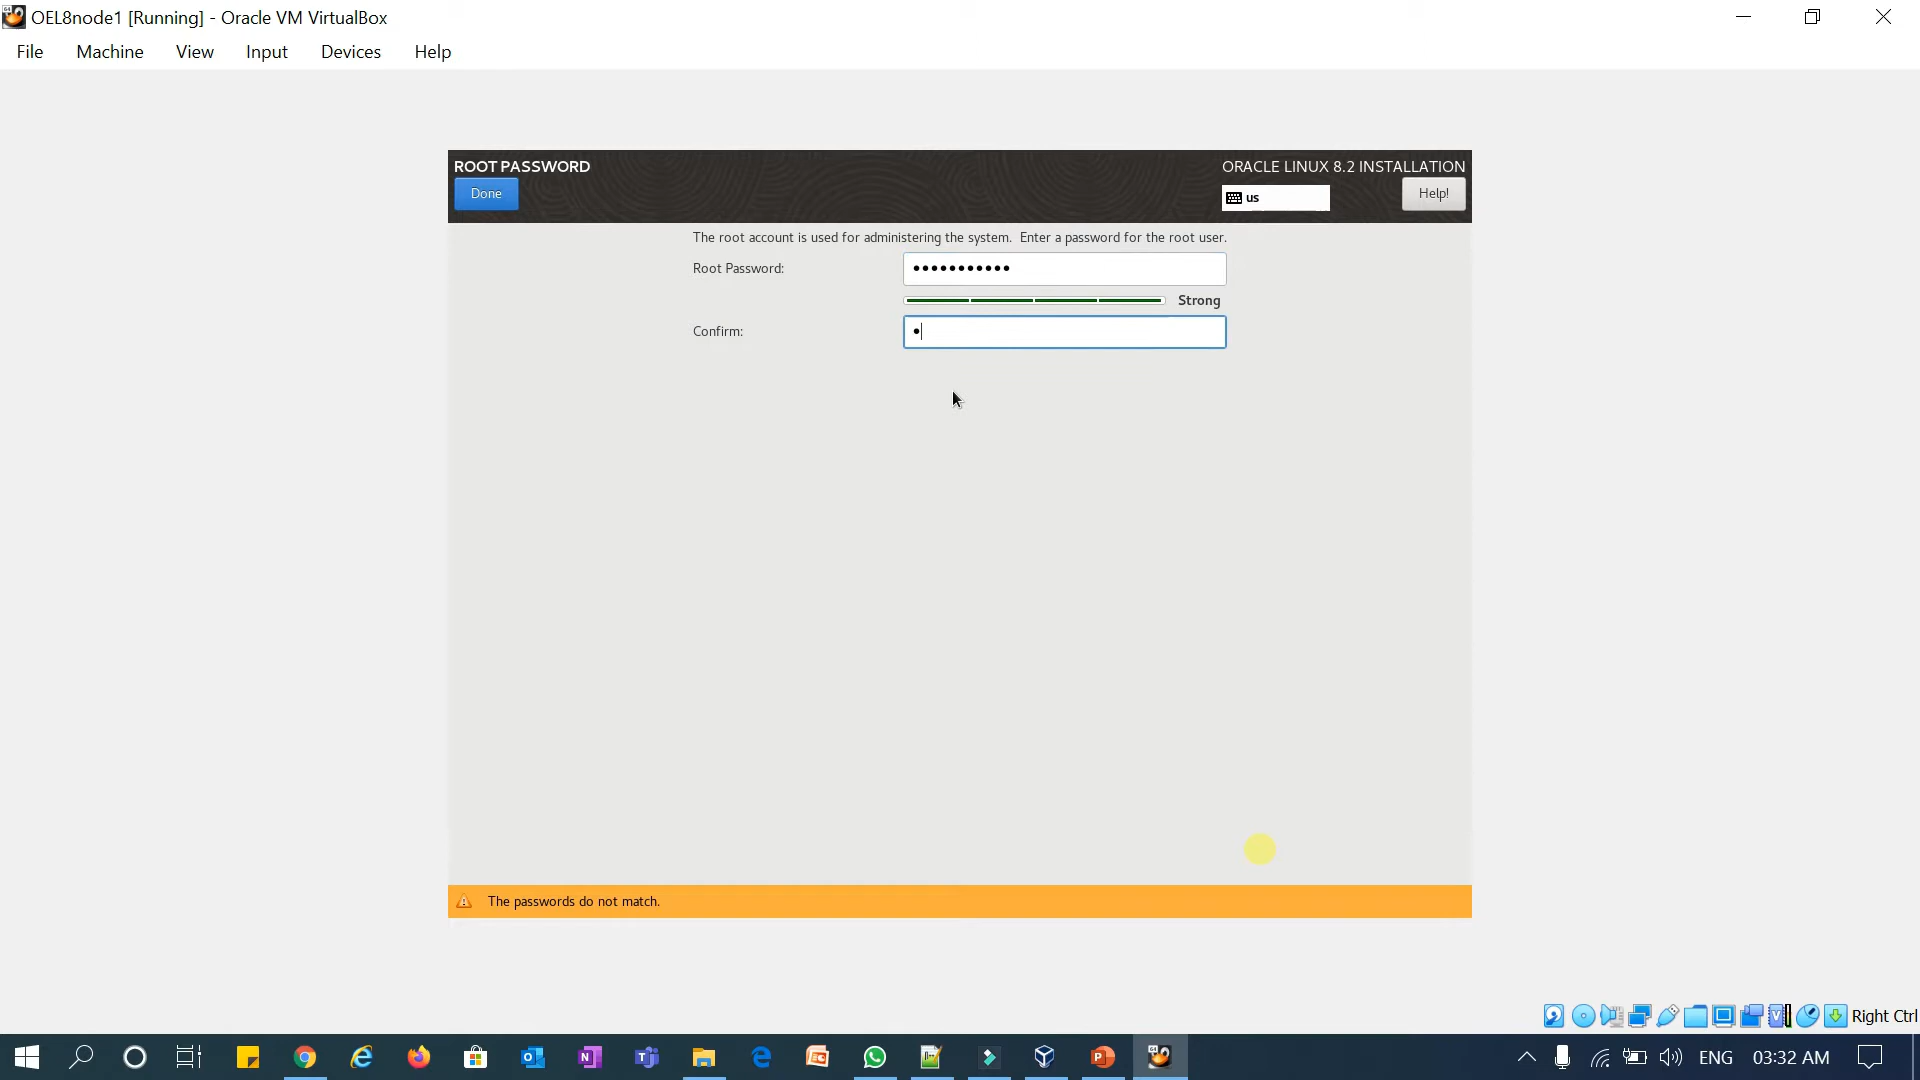 OEL8node1 [Running] - Oracle VM VirtualBox
File Machine View Input Devices Help
ROOT PASSWORD
ORACLE LINUX 8.2 INSTALLATION
Done
us
Help!
The root account is used for administering the system. Enter a password for the root user.
Root Password: •••••••••••
Strong
Confirm: •
The passwords do not match.
Right Ctrl
ENG 03:32 AM